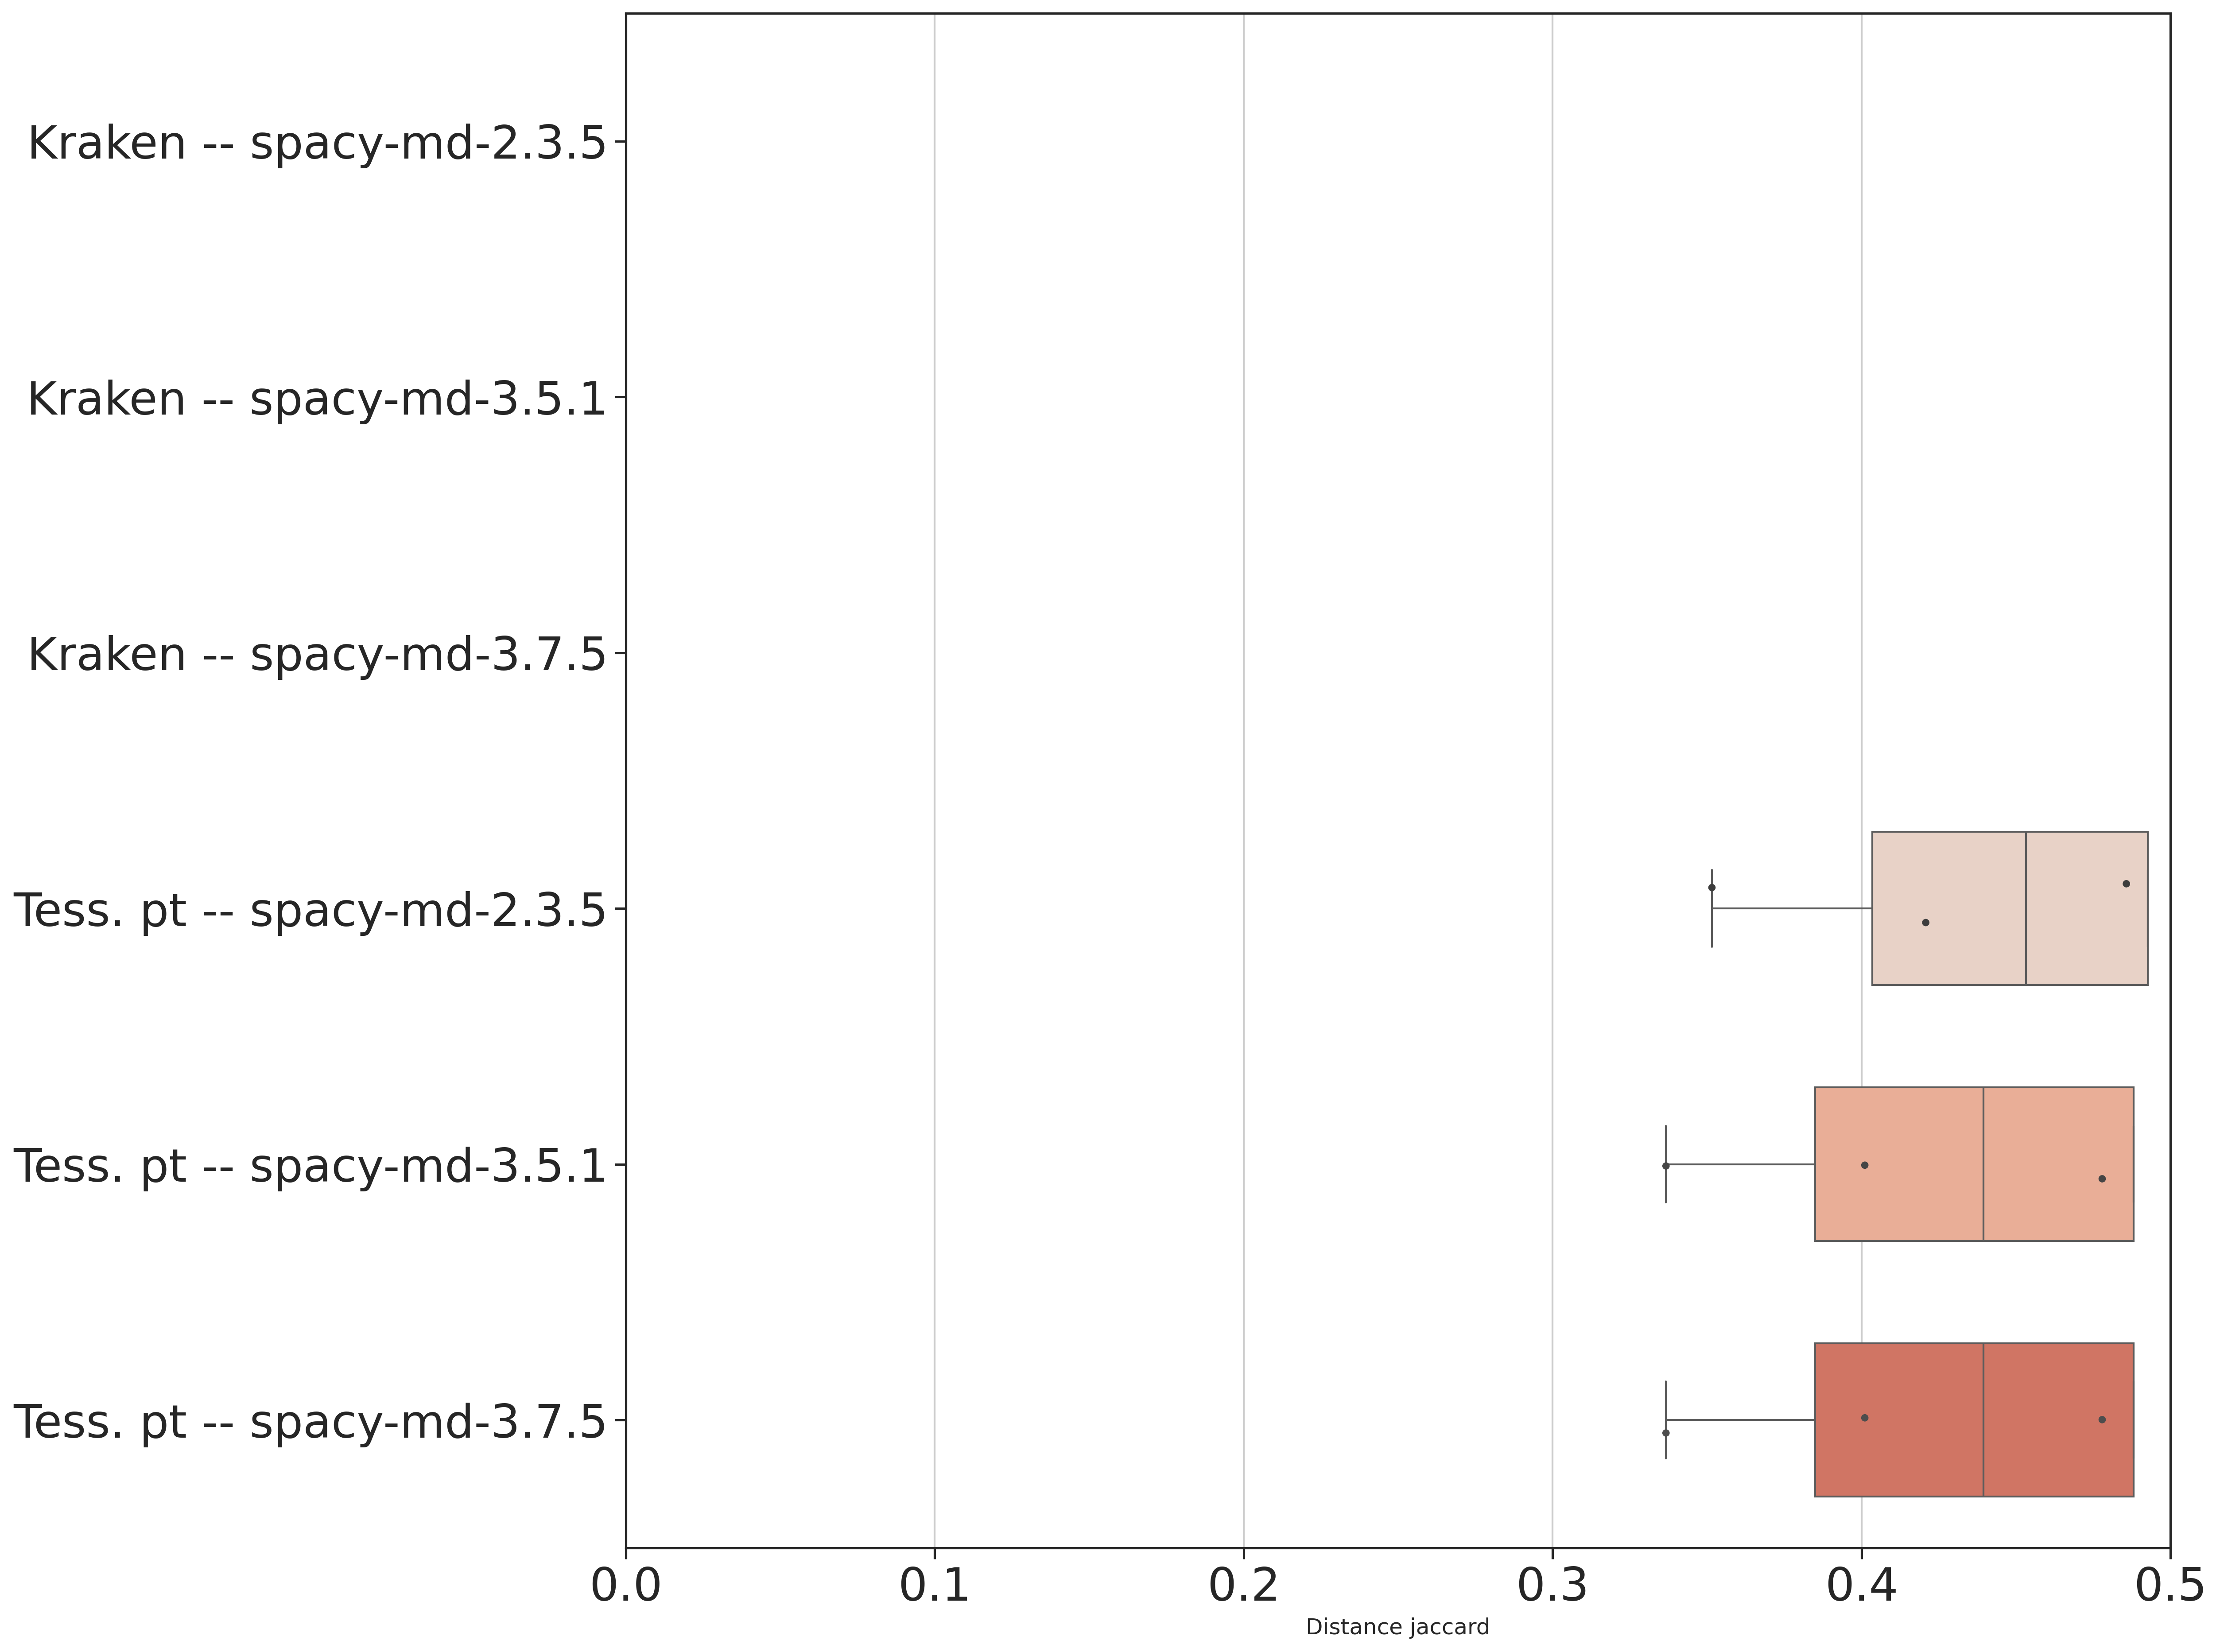 Kraken -- spacy-md-2.3.5
Kraken -- spacy-md-3.5.1
Kraken -- spacy-md-3.7.5
Tess. pt -- spacy-md-2.3.5
Tess. pt -- spacy-md-3.5.1
Tess. pt -- spacy-md-3.7.5
0.0 0.1 0.2 0.3 0.4 0.5
Distance jaccard